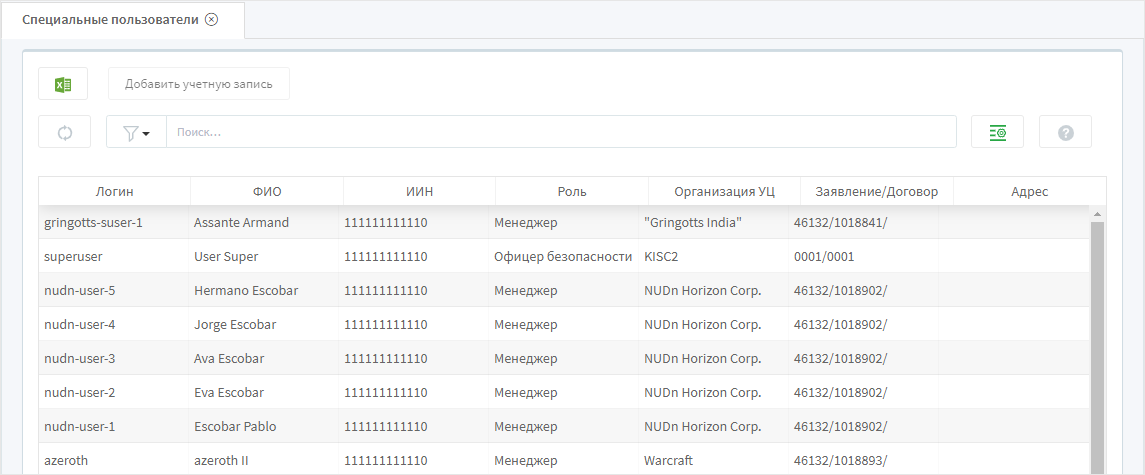 Специальные пользователи
Добавить учетную запись
Поиск...
Логин ФИО ИИН Роль Организация УЦ Заявление/Договор Адрес
gringotts-suser-1 Assante Armand 111111111110 Менеджер "Gringotts India" 46132/1018841/
superuser User Super 111111111110 Офицер безопасности KISC2 0001/0001
nudn-user-5 Hermano Escobar 111111111110 Менеджер NUDn Horizon Corp. 46132/1018902/
nudn-user-4 Jorge Escobar 111111111110 Менеджер NUDn Horizon Corp. 46132/1018902/
nudn-user-3 Ava Escobar 111111111110 Менеджер NUDn Horizon Corp. 46132/1018902/
nudn-user-2 Eva Escobar 111111111110 Менеджер NUDn Horizon Corp. 46132/1018902/
nudn-user-1 Escobar Pablo 111111111110 Менеджер NUDn Horizon Corp. 46132/1018902/
azeroth azeroth II 111111111110 Менеджер Warcraft 46132/1018893/